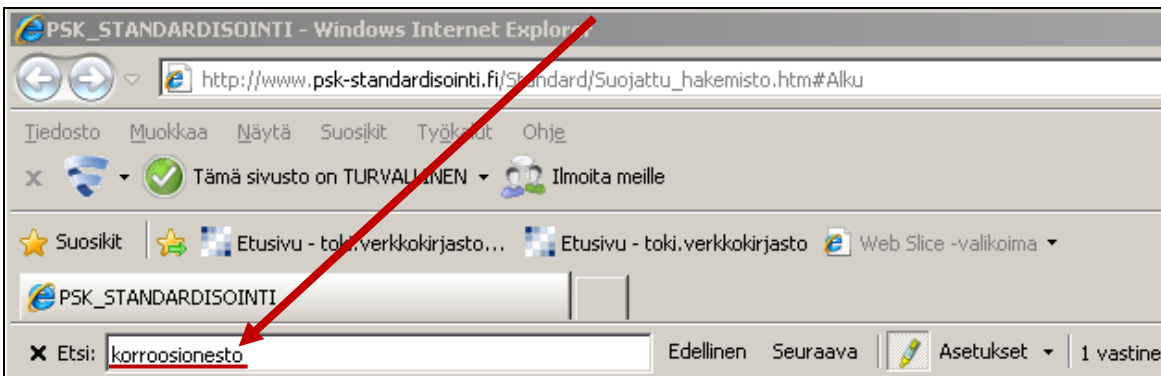 PSK_STANDARDISOINTI - Windows Internet Explorer
http://www.psk-standardisointi.fi/Standard/Suojattu_hakemisto.htm#Alku
Tiedosto Muokkaa Näytä Suosikit Työkalut Ohje
x Tämä sivusto on TURVALLINEN Ilmoita meille
Suosikit Etusivu - toki.verkkokirjasto... Etusivu - toki.verkkokirjasto Web Slice -valikoima
PSK_STANDARDISOINTI
x Etsi: korroosionesto Edellinen Seuraava Asetukset 1 vastine